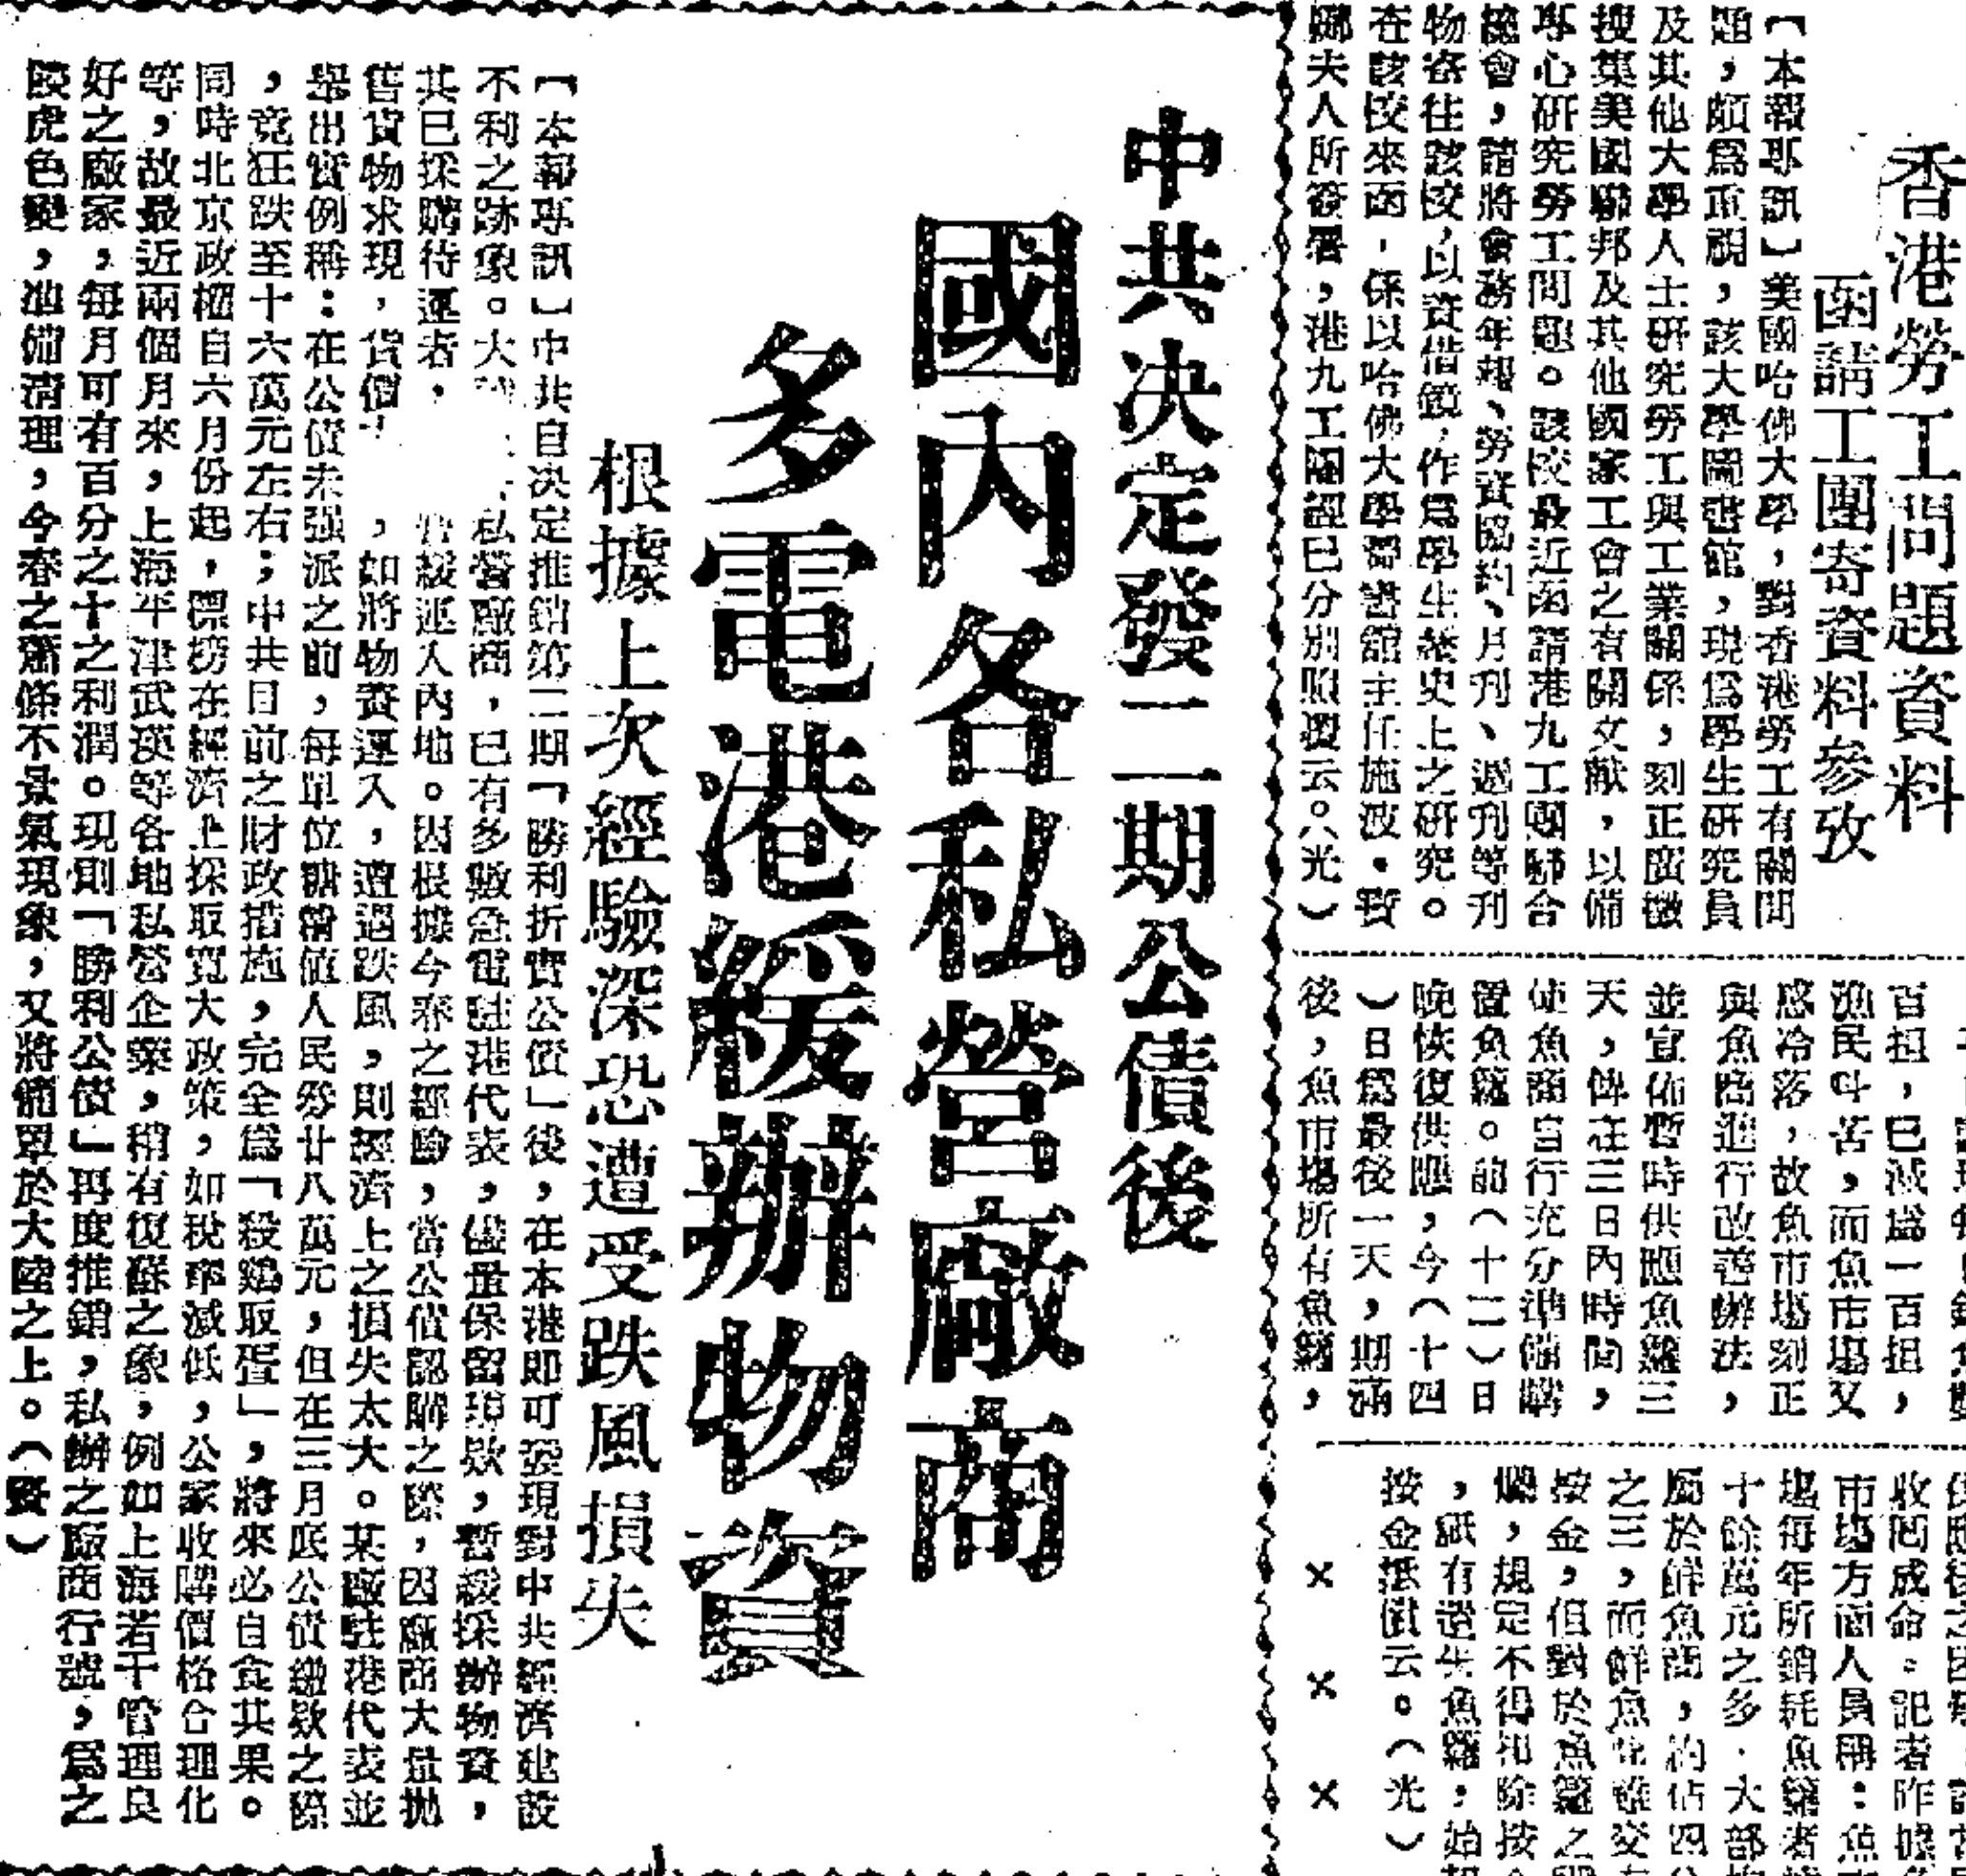 香港勞工問題資料
函請工團寄資料參攷
【本報專訊】美國哈佛大學，對香港勞工有關問
題，頗爲重視，該大學圖書館，現爲學生研究員
及其他大學人士研究勞工與工業關係，刻正廣徵
搜集美國聯邦及其他國家工會之有關文献，以備
專心研究勞工問題。該校最近函請港九工團聯合
總會，請將會務年報、勞資協約、月刊、週刊等刊
物寄往該校，以資借鏡，作爲學生歷史上之研究。
在該校來函，係以哈佛大學圖書館主任施波・賓
娜夫人所簽署，港九工團經已分別照覆云。（光）
百担，已減爲一百担，
漁民叫苦，而魚市塲又
感冷落，故魚市塲刻正
與魚商進行改善辦法，
並宣佈暫時供應魚籮三
天，俾在三日內時間，
使魚商自行充分準備購
置魚籮。前（十二）日
晚恢復供應，今（十四
）日爲最後一天，期滿
後，魚市塲所有魚籮，
收回成命。記者昨據
市塲方面人員稱：魚
塲每年所銷耗魚籮者
十餘萬元之多・大部
屬於鮮魚商，約佔四
之三，而鮮魚
按金，但對於魚籮之
規定不得扣除按
，祇有遺失魚籮，始
按金抵償云。（光）
× × ×
中共決定發二期公債後
國內各私營廠商
多電港緩辦物資
根據上次經驗深恐遭受跌風損失
【本報專訊】中共自決定推銷第二期「勝利折實公債」後，在本港即可發現對中共經濟建設
不利之跡象。大 私營廠商，已有多數急電駐港代表，儘量保留現欵，暫緩採辦物資，
其已採購待運者， 暫緩運入內地。因根據今春之經驗，當公債認購之際，因廠商大量拋
售貨物求現，貨價 ，如將物資運入，遭遇跌風，則經濟上之損失太大。某廠駐港代表並
舉出實例稱：在公債未强派之前，每單位糖精値人民券廿八萬元，但在三月底公債繳欵之際
，竟狂跌至十六萬元左右；中共目前之財政措施，完全爲「殺鷄取蛋」，將來必自食其果。
同時北京政權自六月份起，標榜在經濟上採取寬大政策，如稅率減低，公家收購價格合理化
等，故最近兩個月來，上海平津武漢等各地私營企業，稍有復蘇之象，例如上海若干管理良
好之廠家，每月可有百分之十之利潤。現則「勝利公債」再度推銷，私辦之廠商行號，爲之
談虎色變，準備清理，今春之蕭條不景氣現象，又將籠罩於大陸之上。（賢）